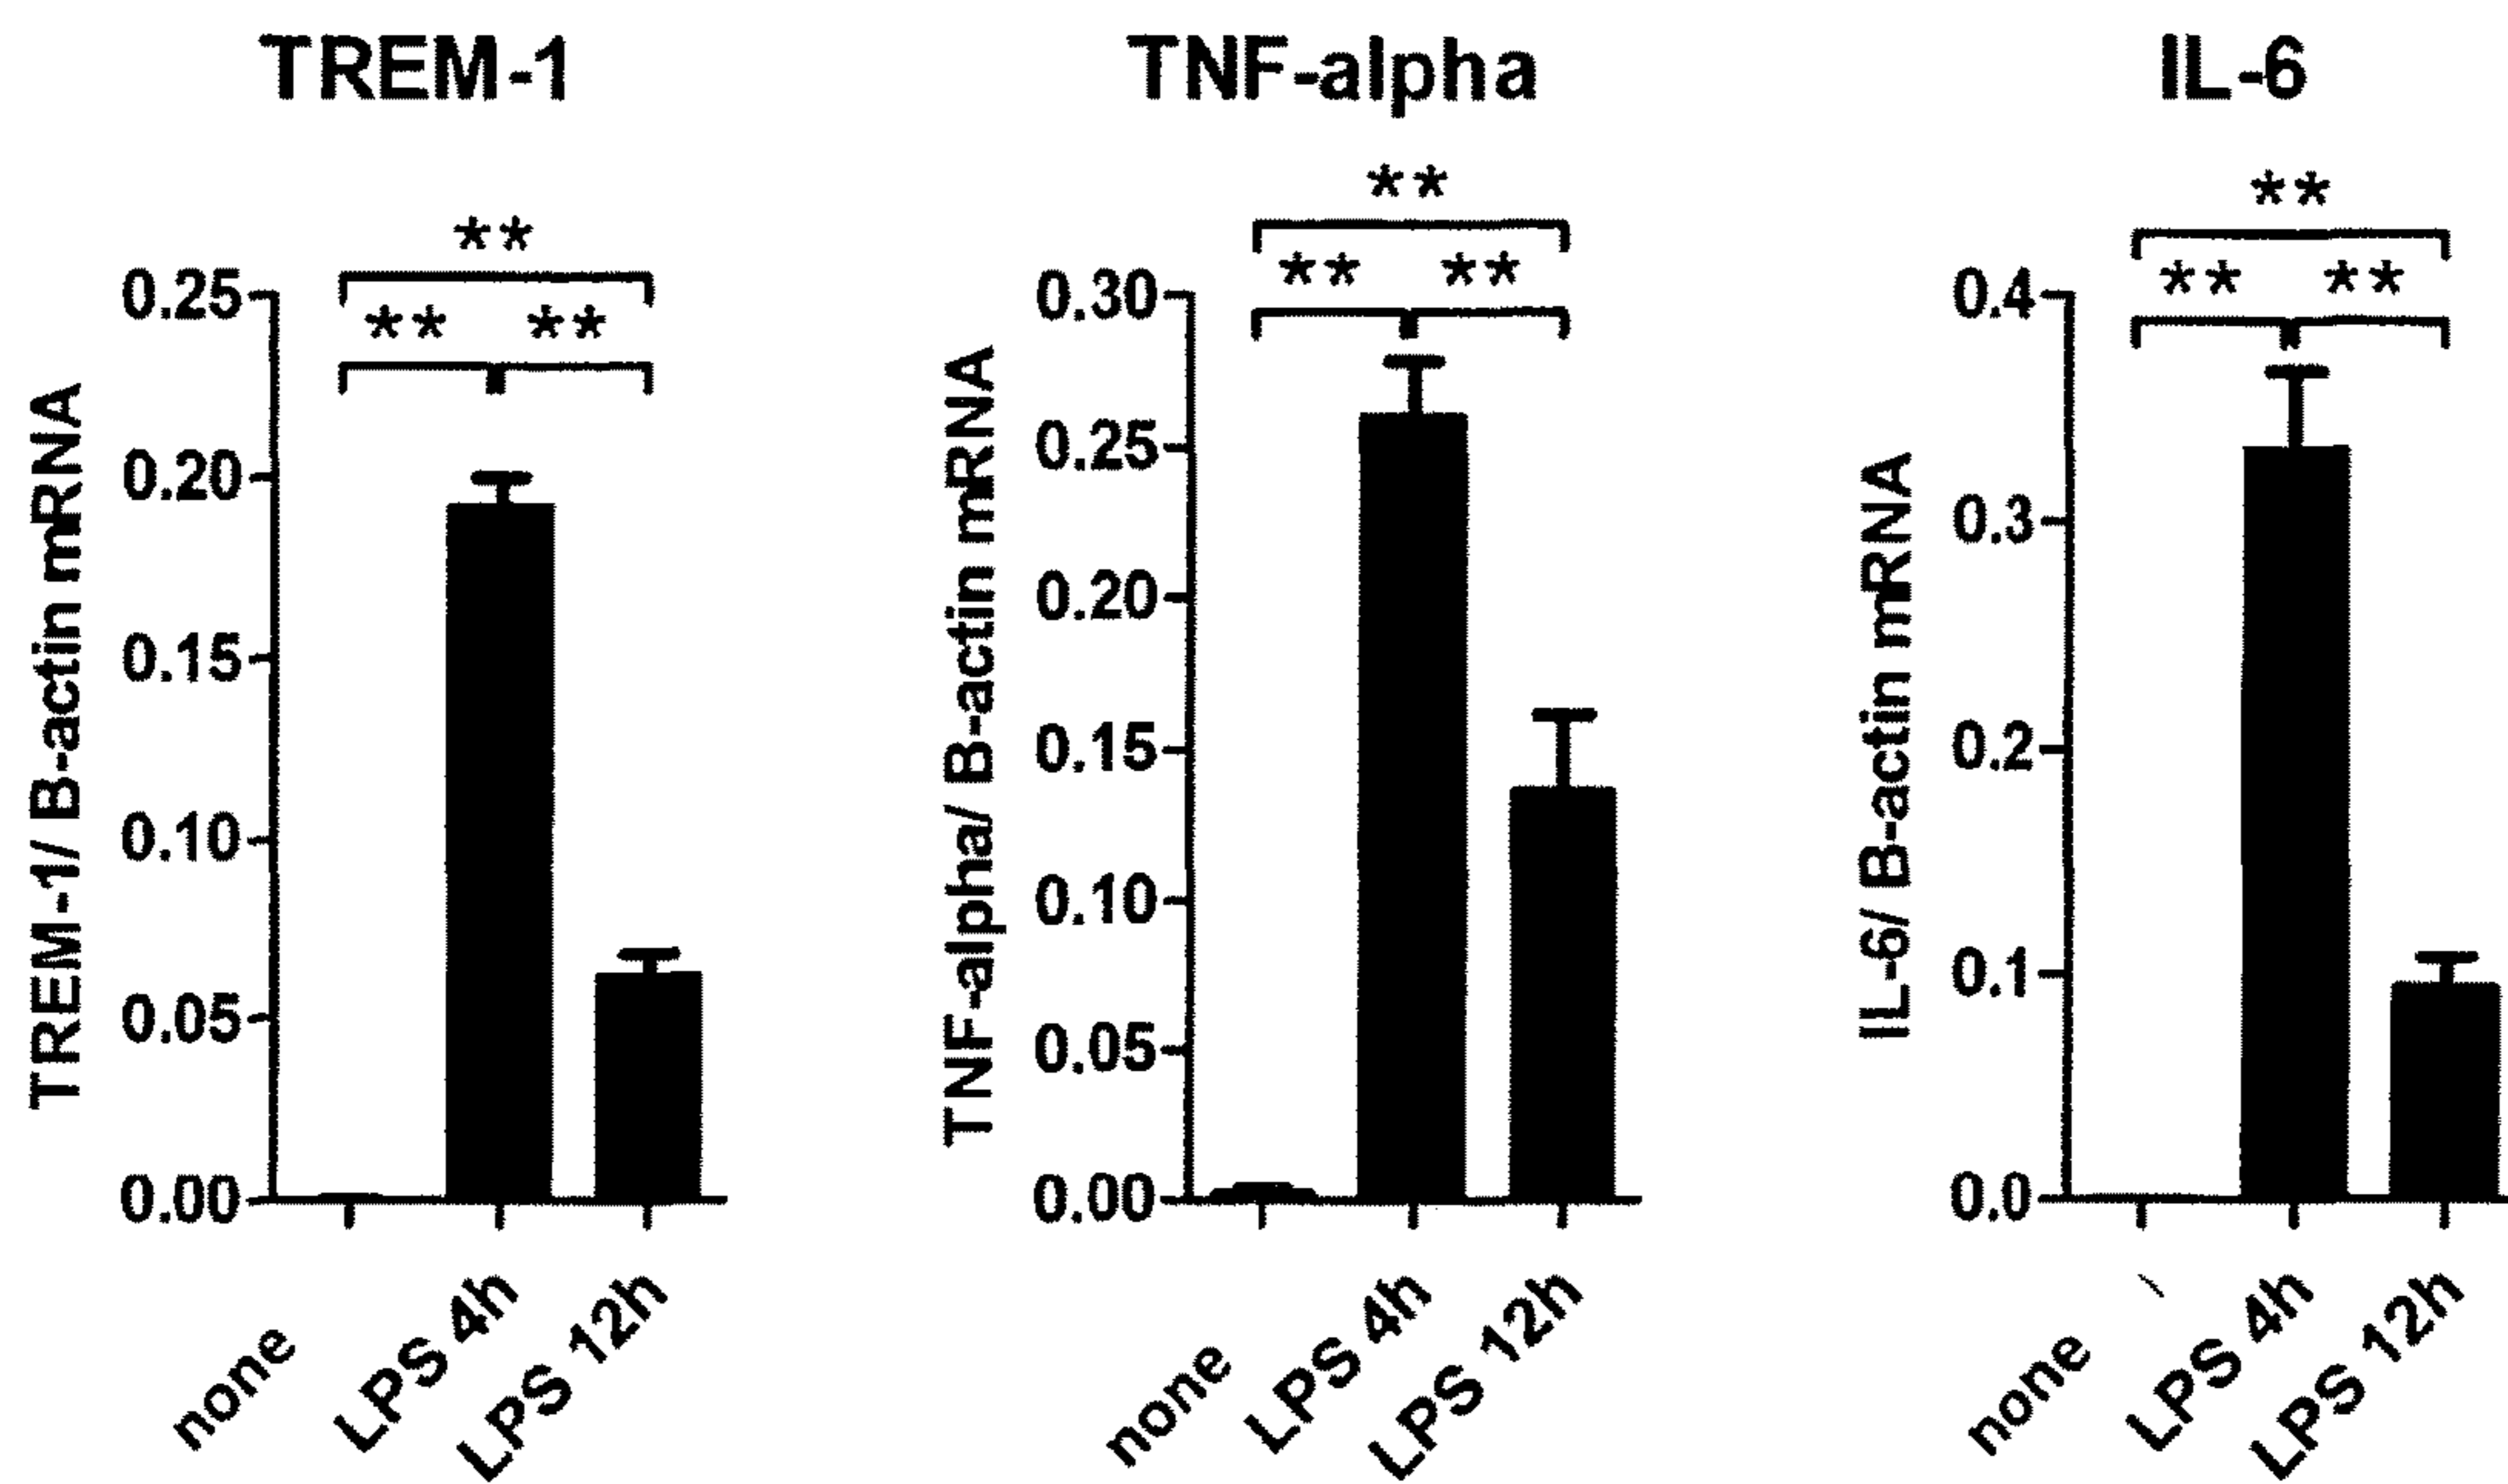 TREM-1
**
** **
TREM-1/ B-actin mRNA
0.25
0.20
0.15
0.10
0.05
0.00
none
LPS 4h
LPS 12h
TNF-alpha
**
** **
TNF-alpha/ B-actin mRNA
0.30
0.25
0.20
0.15
0.10
0.05
0.00
none
LPS 4h
LPS 12h
IL-6
**
** **
IL-6/ B-actin mRNA
0.4
0.3
0.2
0.1
0.0
none
LPS 4h
LPS 12h